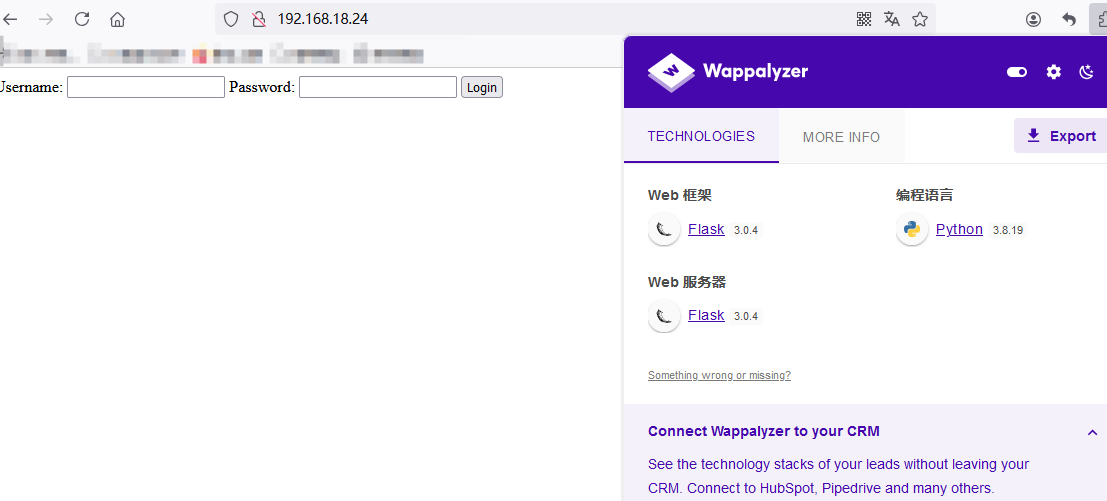 192.168.18.24
Username: Password: Login
Wappalyzer
TECHNOLOGIES
MORE INFO
Export
Web 框架
Flask 3.0.4
编程语言
Python 3.8.19
Web 服务器
Flask 3.0.4
Something wrong or missing?
Connect Wappalyzer to your CRM
See the technology stacks of your leads without leaving your
CRM. Connect to HubSpot, Pipedrive and many others.